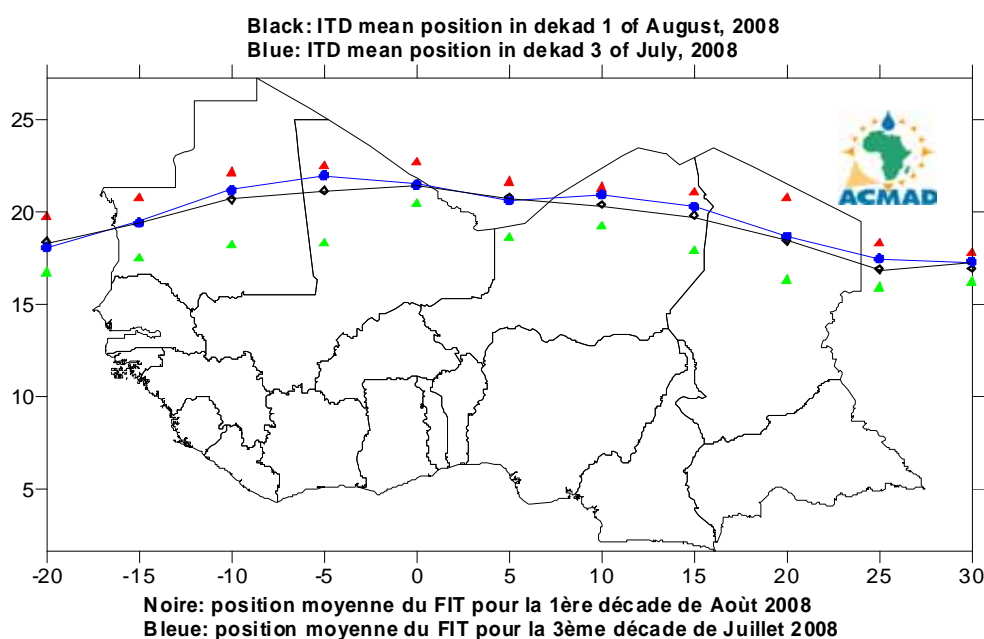 Black: ITD mean position in dekad 1 of August, 2008
Blue: ITD mean position in dekad 3 of July, 2008
25
20
15
10
5
ACMAD
-20 -15 -10 -5 0 5 10 15 20 25 30
Noire: position moyenne du FIT pour la 1ère décade de Aoùt 2008
Bleue: position moyenne du FIT pour la 3ème décade de Juillet 2008